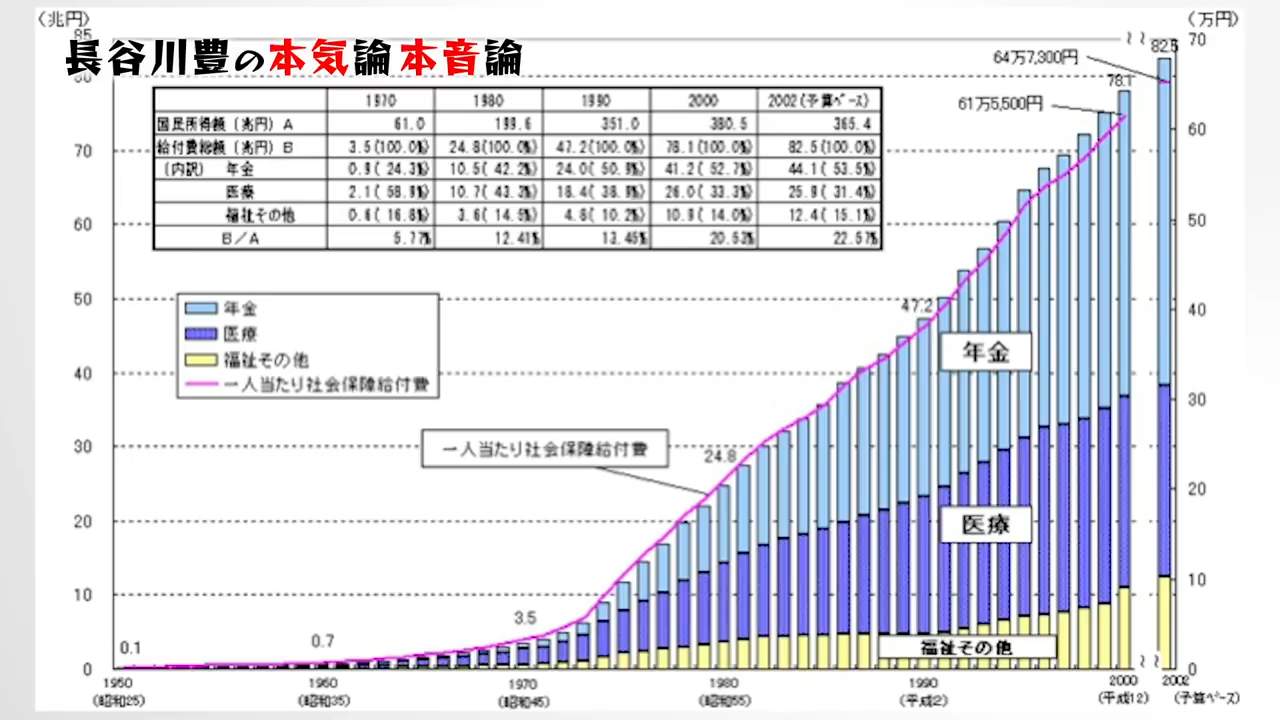 (兆円)
(万円)
長谷川豊の本気論本音論
85
80
70
60
50
40
30
20
10
0
70
60
50
40
30
20
10
0
1970 1980 1990 2000 2002(予算ベース)
国民所得額(兆円)A 61.0 199.6 351.0 380.5 365.4
給付費総額(兆円)B 3.5(100.0%) 24.8(100.0%) 47.2(100.0%) 78.1(100.0%) 82.5(100.0%)
(内訳) 年金 0.9( 24.3%) 10.5( 42.2%) 24.0( 50.9%) 41.2( 52.7%) 44.1( 53.5%)
医療 2.1( 58.9%) 10.7( 43.3%) 18.4( 38.9%) 26.0( 33.3%) 25.9( 31.4%)
福祉その他 0.6( 16.8%) 3.6( 14.5%) 4.8( 10.2%) 10.9( 14.0%) 12.4( 15.1%)
B/A 5.77% 12.41% 13.45% 20.53% 22.57%
年金
医療
福祉その他
一人当たり社会保障給付費
一人当たり社会保障給付費
64万7,300円
61万5,500円
0.1
0.7
3.5
24.8
47.2
78.1
82.5
年金
医療
福祉その他
1950 1960 1970 1980 1990 2000 2002
(昭和25) (昭和35) (昭和45) (昭和55) (平成2) (平成12) (予算ベース)